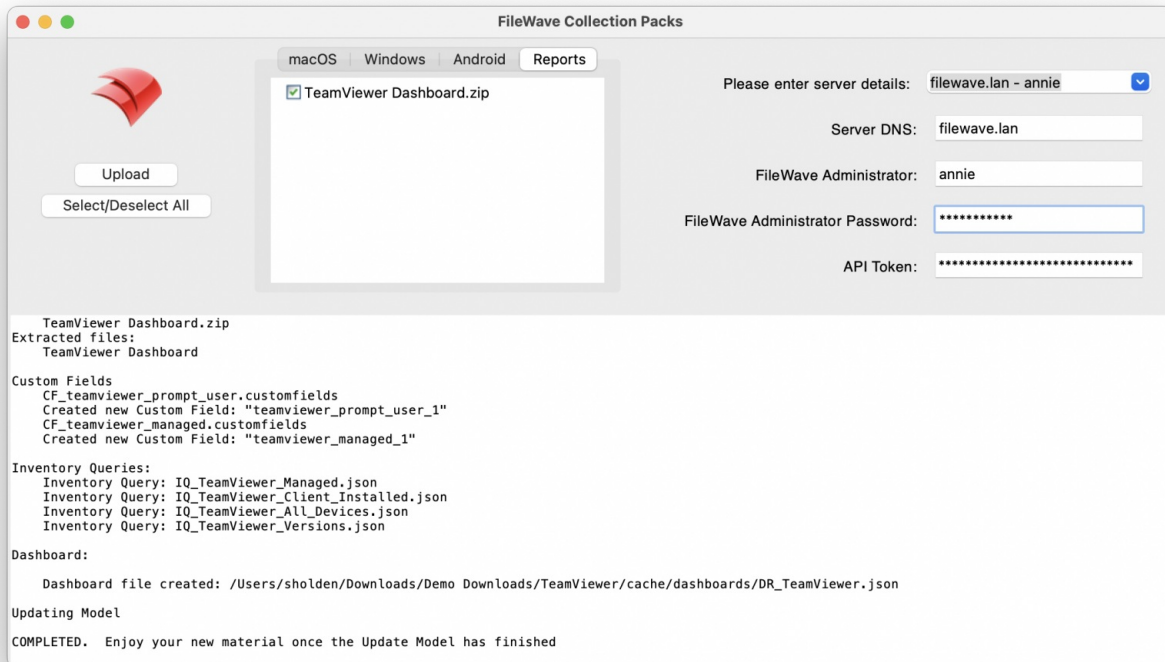 FileWave Collection Packs
macOS Windows Android Reports
TeamViewer Dashboard.zip
Upload
Select/Deselect All
Please enter server details: filewave.lan - annie
Server DNS: filewave.lan
FileWave Administrator: annie
FileWave Administrator Password: ***********
API Token: *****************************
TeamViewer Dashboard.zip
Extracted files:
TeamViewer Dashboard
Custom Fields
CF_teamviewer_prompt_user.customfields
Created new Custom Field: "teamviewer_prompt_user_1"
CF_teamviewer_managed.customfields
Created new Custom Field: "teamviewer_managed_1"
Inventory Queries:
Inventory Query: IQ_TeamViewer_Managed.json
Inventory Query: IQ_TeamViewer_Client_Installed.json
Inventory Query: IQ_TeamViewer_All_Devices.json
Inventory Query: IQ_TeamViewer_Versions.json
Dashboard:
Dashboard file created: /Users/sholden/Downloads/Demo Downloads/TeamViewer/cache/dashboards/DR_TeamViewer.json
Updating Model
COMPLETED.  Enjoy your new material once the Update Model has finished